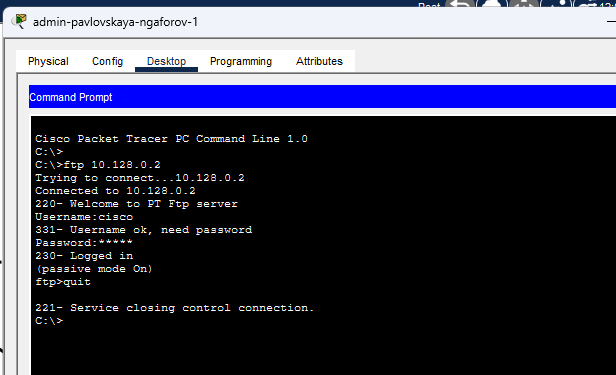 admin-pavlovskaya-ngaforov-1
Physical Config Desktop Programming Attributes
Command Prompt
Cisco Packet Tracer PC Command Line 1.0
C:\>
C:\>ftp 10.128.0.2
Trying to connect...10.128.0.2
Connected to 10.128.0.2
220- Welcome to PT Ftp server
Username:cisco
331- Username ok, need password
Password:*****
230- Logged in
(passive mode On)
ftp>quit
221- Service closing control connection.
C:\>